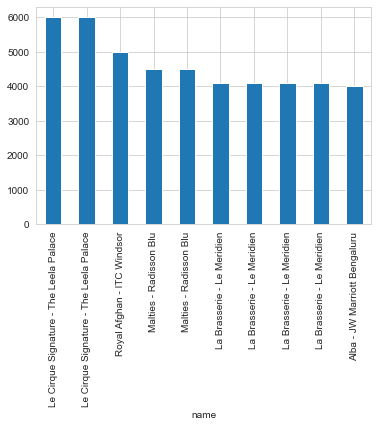 6000
5000
4000
3000
2000
1000
0
Le Cirque Signature - The Leela Palace
Le Cirque Signature - The Leela Palace
Royal Afghan - ITC Windsor
Malties - Radisson Blu
Malties - Radisson Blu
La Brasserie - Le Meridien
La Brasserie - Le Meridien
La Brasserie - Le Meridien
La Brasserie - Le Meridien
Alba - JW Marriott Bengaluru
name